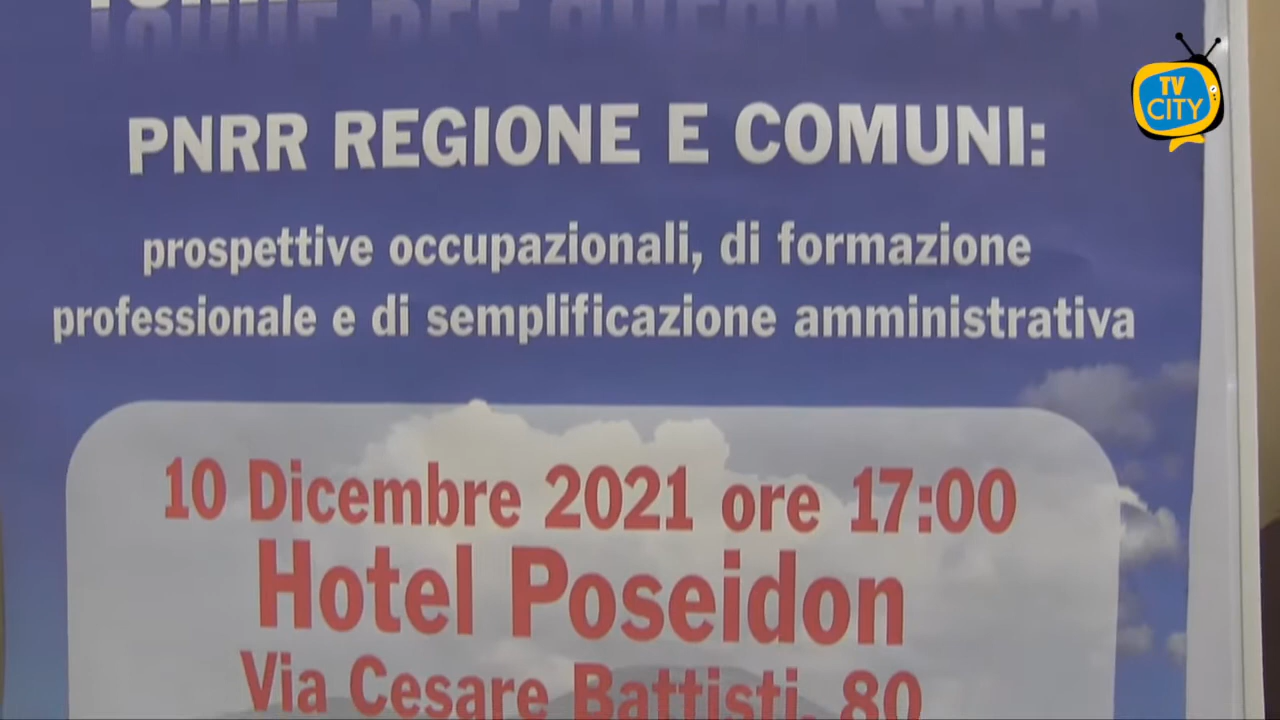 PNRR REGIONE E COMUNI:
prospettive occupazionali, di formazione
professionale e di semplificazione amministrativa
10 Dicembre 2021 ore 17:00
Hotel Poseidon
Via Cesare Battisti, 80
TV
CITY